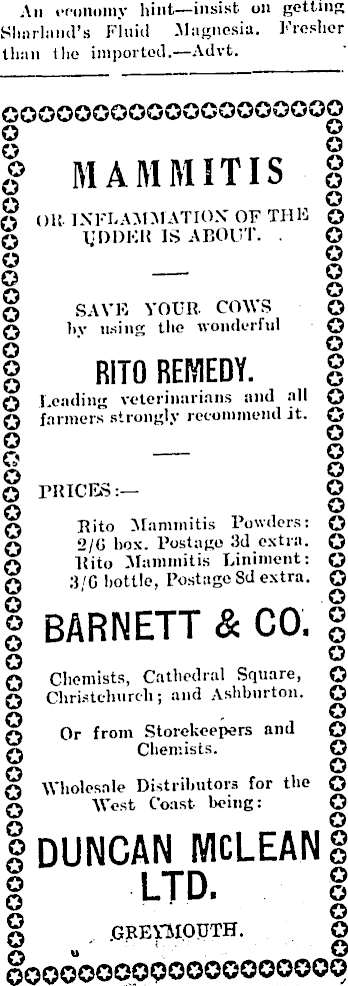 An economy hint—insist on getting
Sharland's Fluid Magnesia. Fresher
than the imported.—Advt.
MAMMITIS
OR INFLAMMATION OF THE
UDDER IS ABOUT.
SAVE YOUR COWS
by using the wonderful
RITO REMEDY.
Leading veterinarians and all
farmers strongly recommend it.
PRICES:—
Rito Mammitis Powders:
2/6 box. Postage 3d extra.
Rito Mammitis Liniment:
3/6 bottle, Postage 8d extra.
BARNETT & CO.
Chemists, Cathedral Square,
Christchurch; and Ashburton.
Or from Storekeepers and
Chemists.
Wholesale Distributors for the
West Coast being:
DUNCAN McLEAN
LTD.
GREYMOUTH.